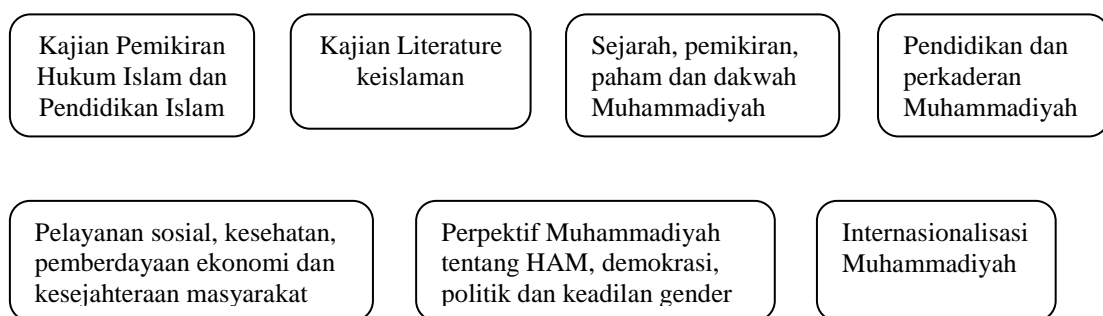 Kajian Pemikiran
Hukum Islam dan
Pendidikan Islam
Kajian Literature
keislaman
Sejarah, pemikiran,
paham dan dakwah
Muhammadiyah
Pendidikan dan
perkaderan
Muhammadiyah
Pelayanan sosial, kesehatan,
pemberdayaan ekonomi dan
kesejahteraan masyarakat
Perpektif Muhammadiyah
tentang HAM, demokrasi,
politik dan keadilan gender
Internasionalisasi
Muhammadiyah